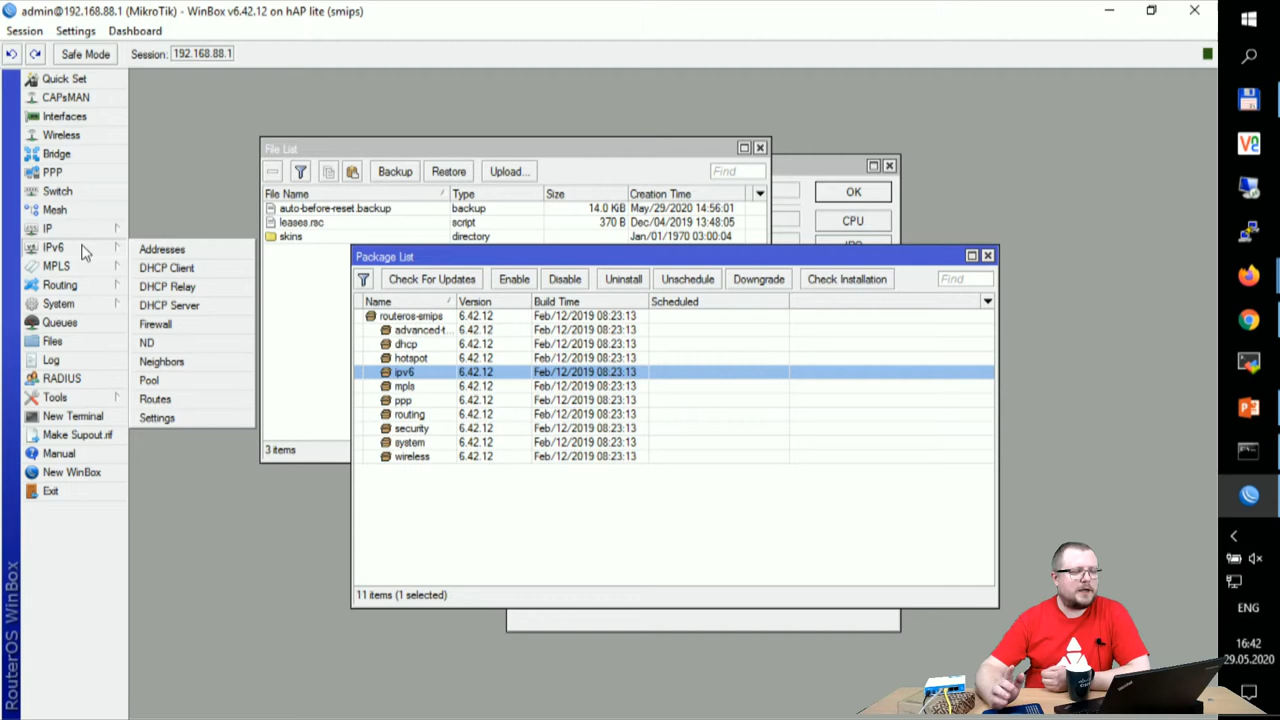 admin@192.168.88.1 (MikroTik) - WinBox v6.42.12 on hAP lite (smips)
Session Settings Dashboard
Safe Mode Session: 192.168.88.1
Quick Set
CAPsMAN
Interfaces
Wireless
Bridge
PPP
Switch
Mesh
IP
IPv6
MPLS
Routing
System
Queues
Files
Log
RADIUS
Tools
New Terminal
Make Supout.rif
Manual
New WinBox
Exit
RouterOS WinBox
Addresses
DHCP Client
DHCP Relay
DHCP Server
Firewall
ND
Neighbors
Pool
Routes
Settings
File List
Backup Restore Upload... Find
File Name Type Size Creation Time
auto-before-reset.backup backup 14.0 KiB May/29/2020 14:56:01
leases.rsc script 370 B Dec/04/2019 13:48:05
skins directory Jan/01/1970 03:00:04
3 items
OK
CPU
Package List
Check For Updates Enable Disable Uninstall Unschedule Downgrade Check Installation Find
Name Version Build Time Scheduled
routeros-smips 6.42.12 Feb/12/2019 08:23:13
advanced-t... 6.42.12 Feb/12/2019 08:23:13
dhcp 6.42.12 Feb/12/2019 08:23:13
hotspot 6.42.12 Feb/12/2019 08:23:13
ipv6 6.42.12 Feb/12/2019 08:23:13
mpls 6.42.12 Feb/12/2019 08:23:13
ppp 6.42.12 Feb/12/2019 08:23:13
routing 6.42.12 Feb/12/2019 08:23:13
security 6.42.12 Feb/12/2019 08:23:13
system 6.42.12 Feb/12/2019 08:23:13
wireless 6.42.12 Feb/12/2019 08:23:13
11 items (1 selected)
ENG
16:42
29.05.2020